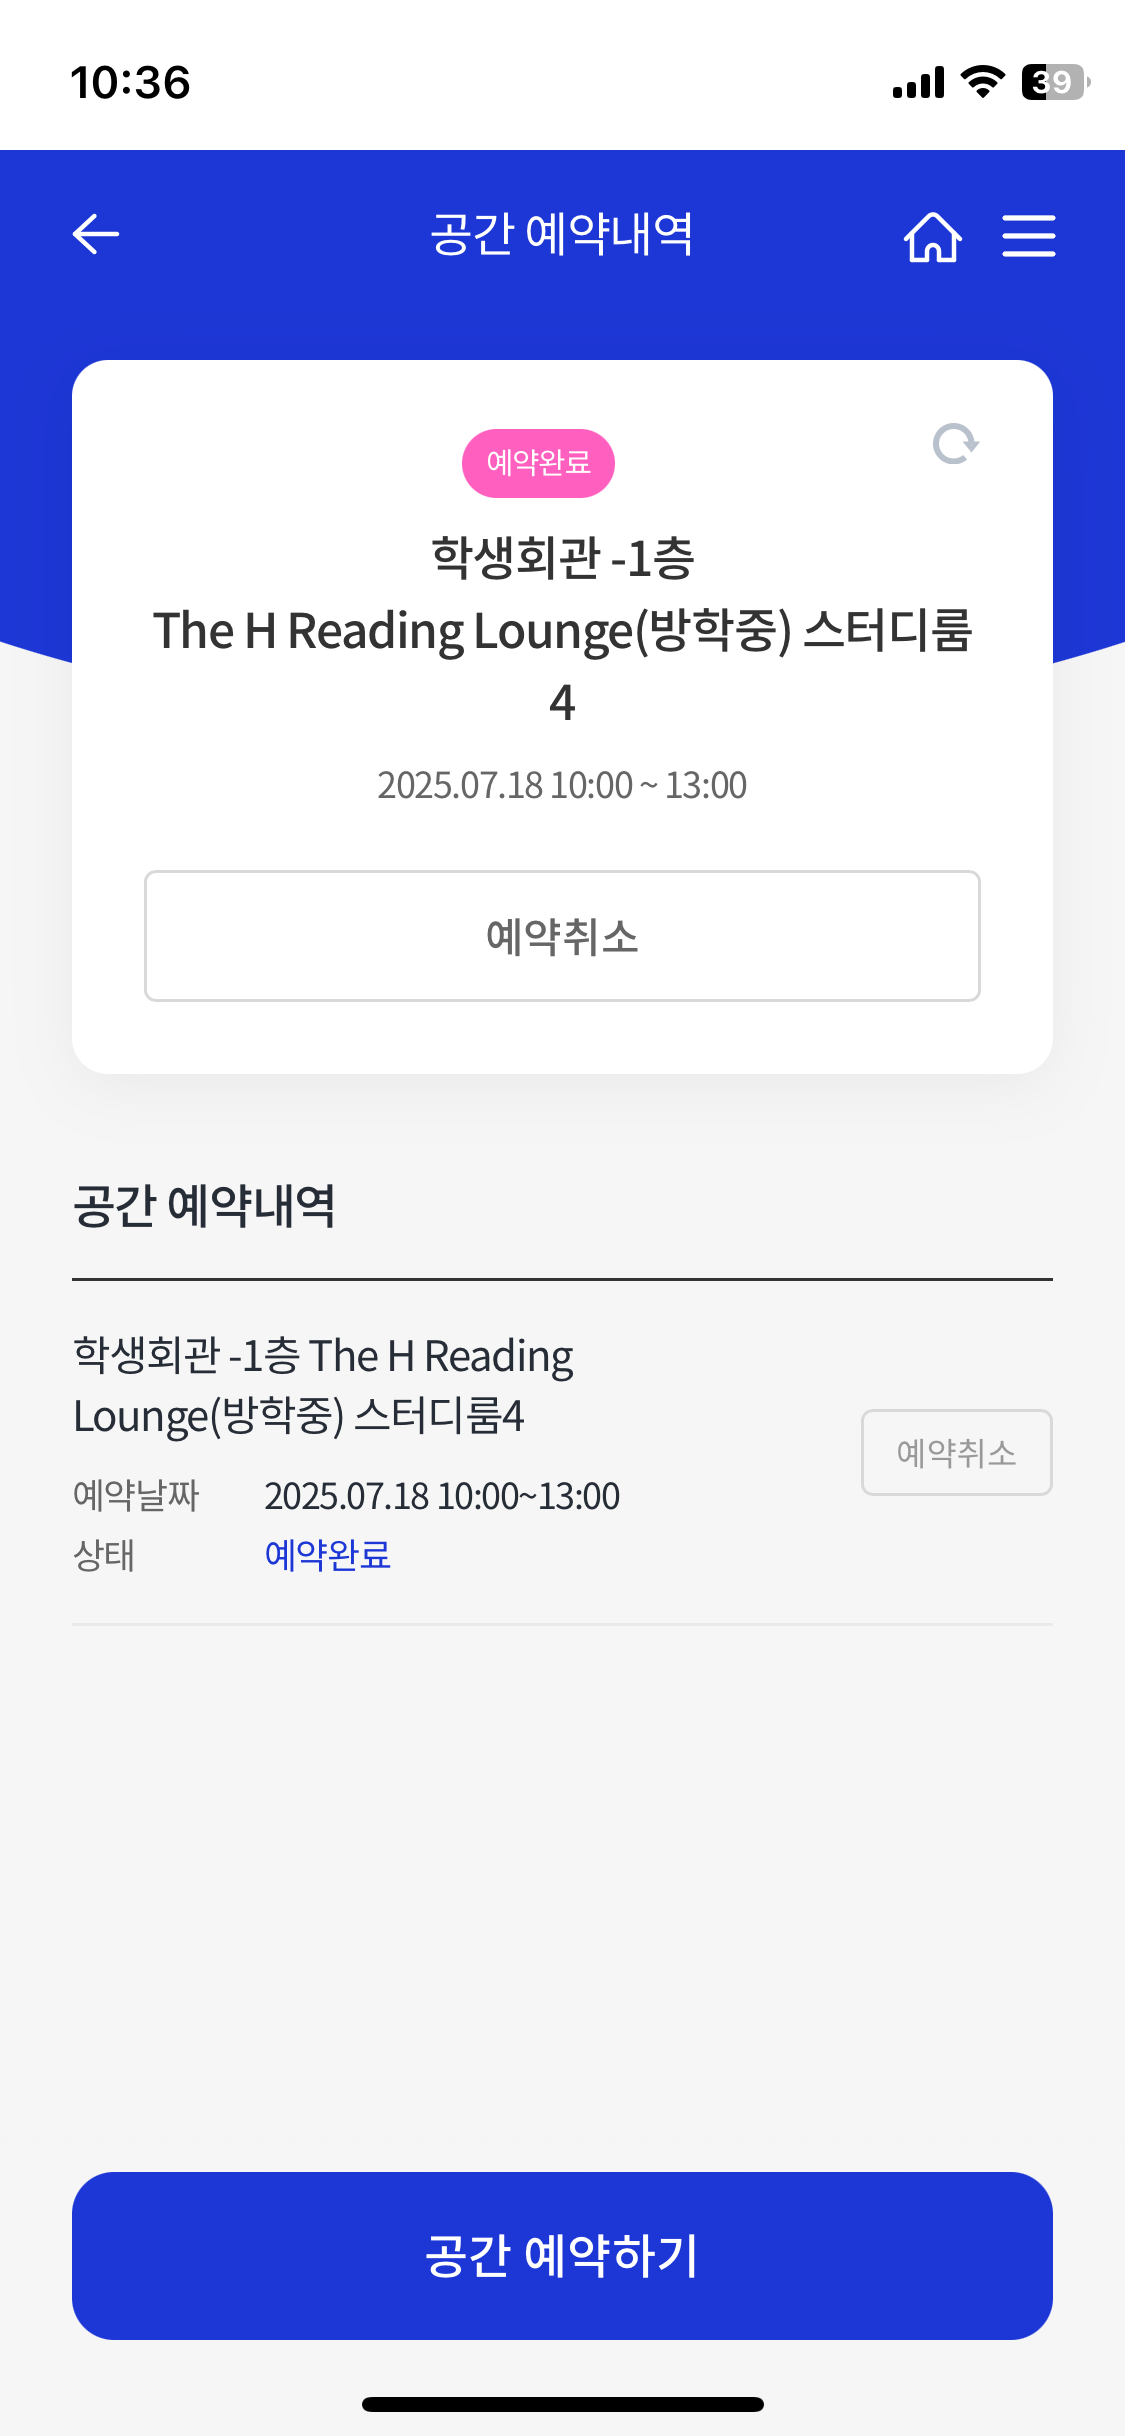 10:36
39
공간 예약내역
예약완료
학생회관 -1층
The H Reading Lounge(방학중) 스터디룸
4
2025.07.18 10:00 ~ 13:00
예약취소
공간 예약내역
학생회관 -1층 The H Reading
Lounge(방학중) 스터디룸4
예약취소
예약날짜 2025.07.18 10:00~13:00
상태 예약완료
공간 예약하기